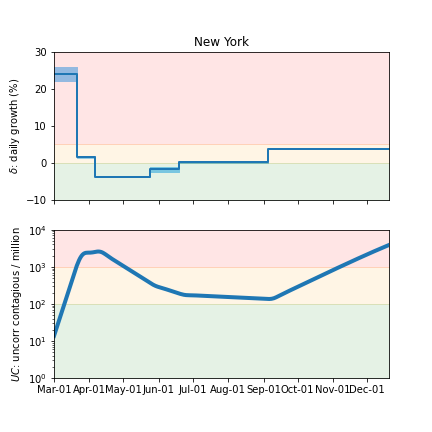 New York
30
20
10
0
−10
δ: daily growth (%)
10⁴
10³
10²
10¹
10⁰
UC: uncorr contagious / million
Mar-01 Apr-01 May-01 Jun-01 Jul-01 Aug-01 Sep-01 Oct-01 Nov-01 Dec-01